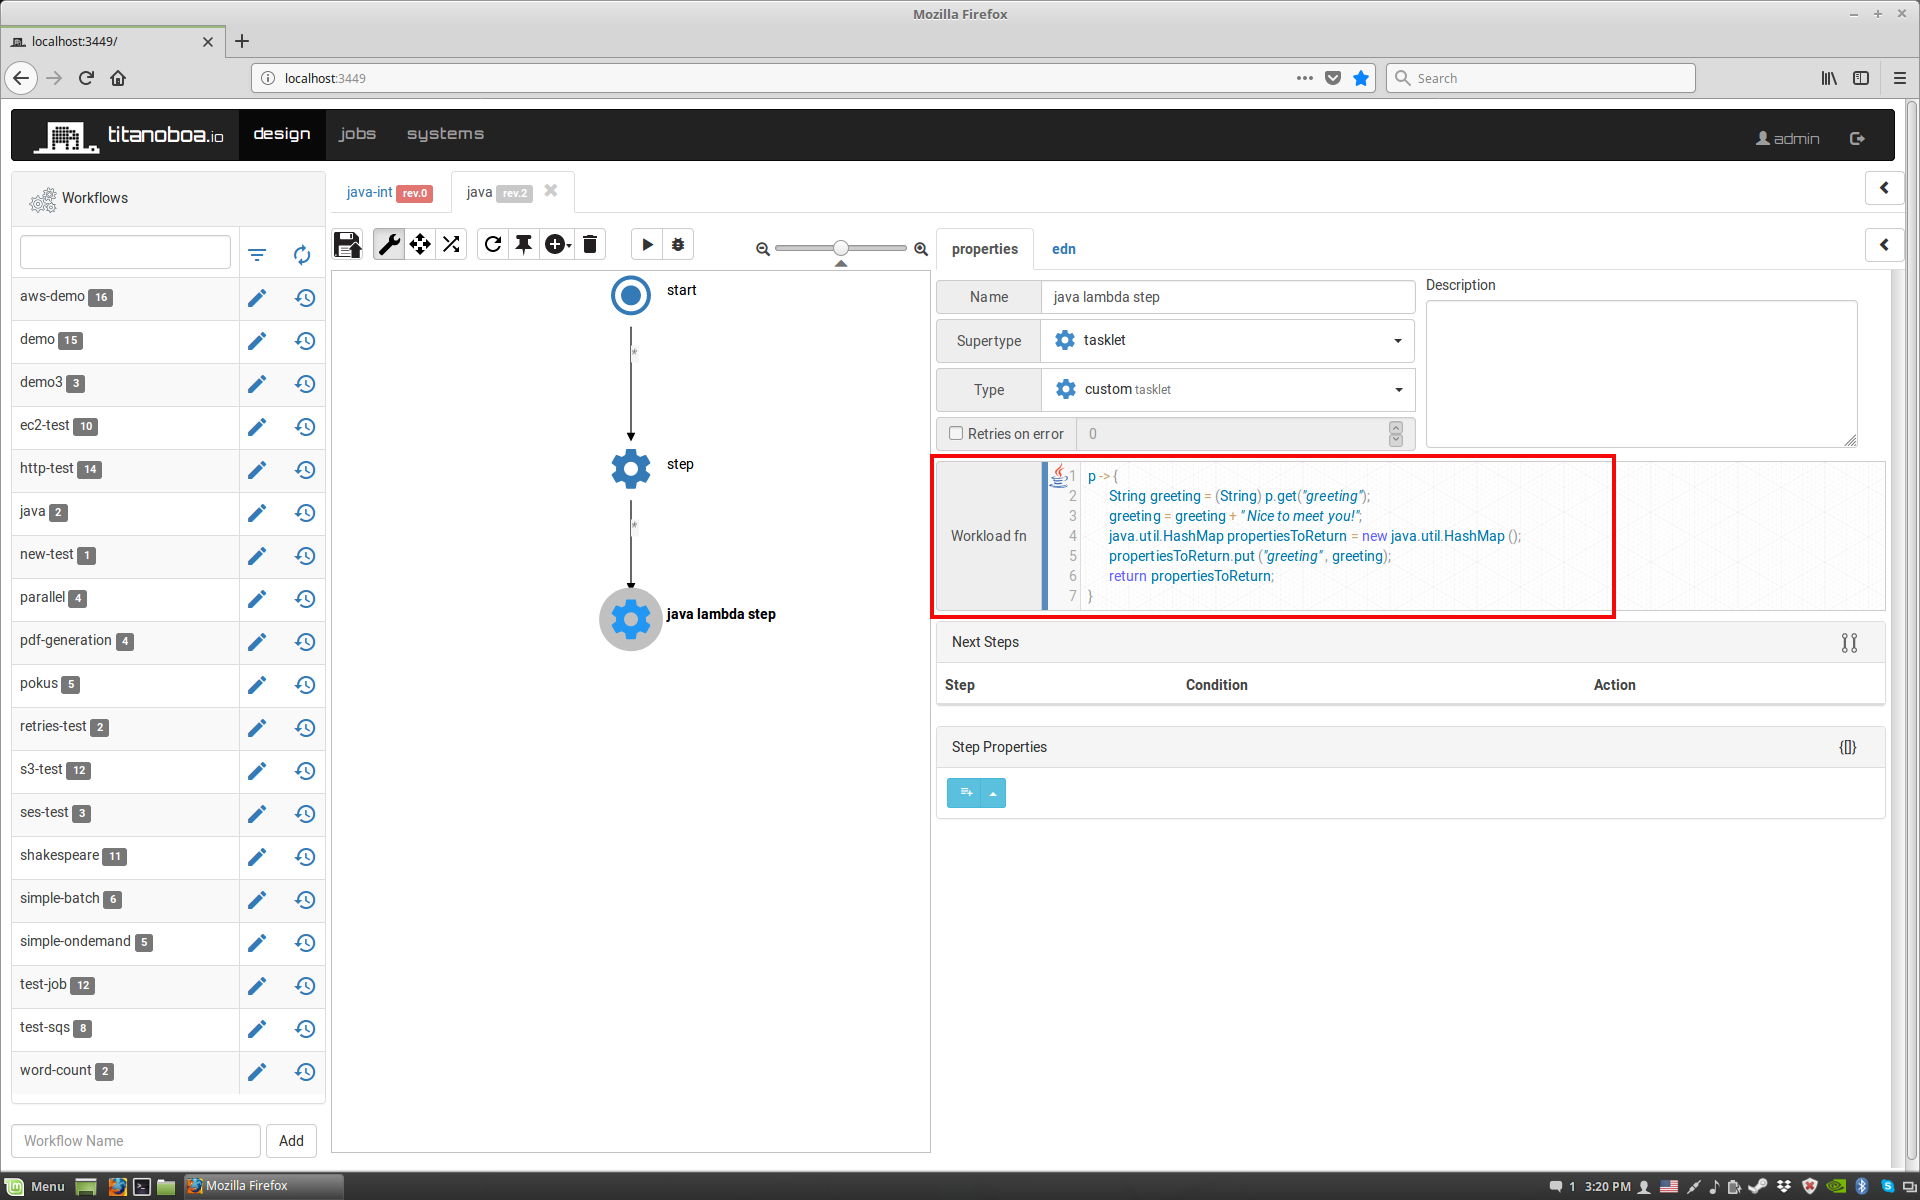 Mozilla Firefox
localhost:3449/
localhost:3449
Search
titanoboa.io design jobs systems admin
Workflows
java-int rev.0 java rev.2
properties edn
aws-demo 16
demo 15
demo3 3
ec2-test 10
http-test 14
java 2
new-test 1
parallel 4
pdf-generation 4
pokus 5
retries-test 2
s3-test 12
ses-test 3
shakespeare 11
simple-batch 6
simple-ondemand 5
test-job 12
test-sqs 8
word-count 2
Workflow Name Add
start
*
step
*
java lambda step
Name java lambda step
Supertype tasklet
Type custom tasklet
Retries on error 0
Description
Workload fn
1 p -> {
2 String greeting = (String) p.get("greeting");
3 greeting = greeting + " Nice to meet you!";
4 java.util.HashMap propertiesToReturn = new java.util.HashMap ();
5 propertiesToReturn.put ("greeting" , greeting);
6 return propertiesToReturn;
7 }
Next Steps
Step Condition Action
Step Properties
{[]}
Menu Mozilla Firefox 1 3:20 PM